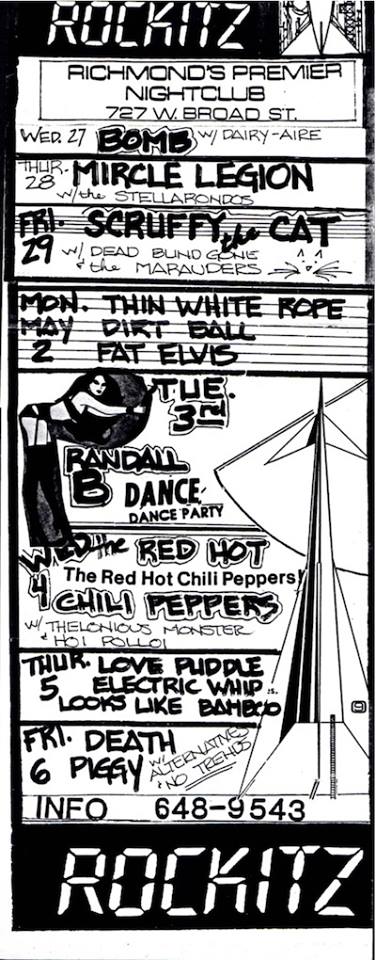 ROCKITZ
RICHMOND'S PREMIER
NIGHTCLUB
727 W. BROAD ST.
WED. 27 BOMB W/ DAIRY-AIRE
THUR. 28 MIRCLE LEGION
W/the STELLARONDOS
FRI. 29 SCRUFFY the CAT
W/ DEAD BLIND GONE
& the MARAUDERS
MON. THIN WHITE ROPE
MAY DIRT BALL
2 FAT ELVIS
TUE.
3rd
RANDALL
B DANCE
DANCE PARTY
WED the RED HOT
4 The Red Hot Chili Peppers!
CHILI PEPPERS
W/ THELONIOUS MONSTER
& HOI POLLOI
THUR. LOVE PUDDLE
5 ELECTRIC WHIP
LOOKS LIKE BAMBOO
FRI. DEATH
6 PIGGY W/ ALTERNATIVES
& NO TRENDS
INFO 648-9543
ROCKITZ